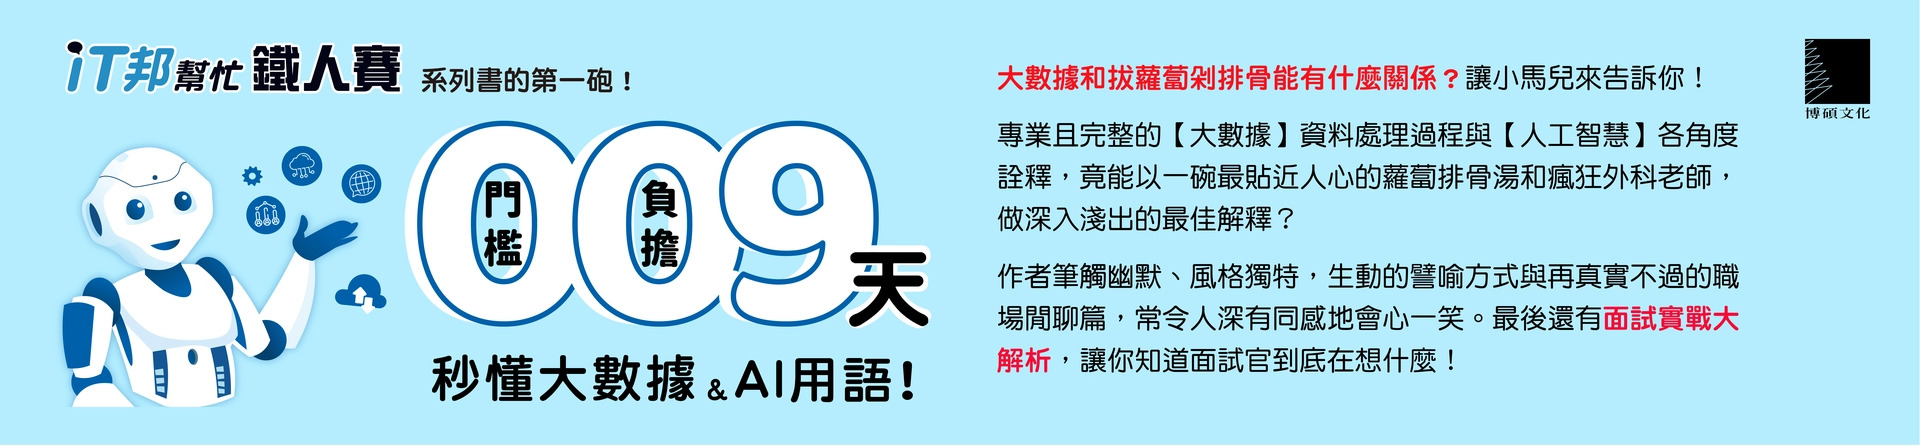 iT邦幫忙 鐵人賽 系列書的第一砲！
0門檻0負擔9天
秒懂大數據&AI用語！
大數據和拔蘿蔔剁排骨能有什麼關係？讓小馬兒來告訴你！
專業且完整的【大數據】資料處理過程與【人工智慧】各角度
詮釋，竟能以一碗最貼近人心的蘿蔔排骨湯和瘋狂外科老師，
做深入淺出的最佳解釋？
作者筆觸幽默、風格獨特，生動的譬喻方式與再真實不過的職
場閒聊篇，常令人深有同感地會心一笑。最後還有面試實戰大
解析，讓你知道面試官到底在想什麼！
博碩文化